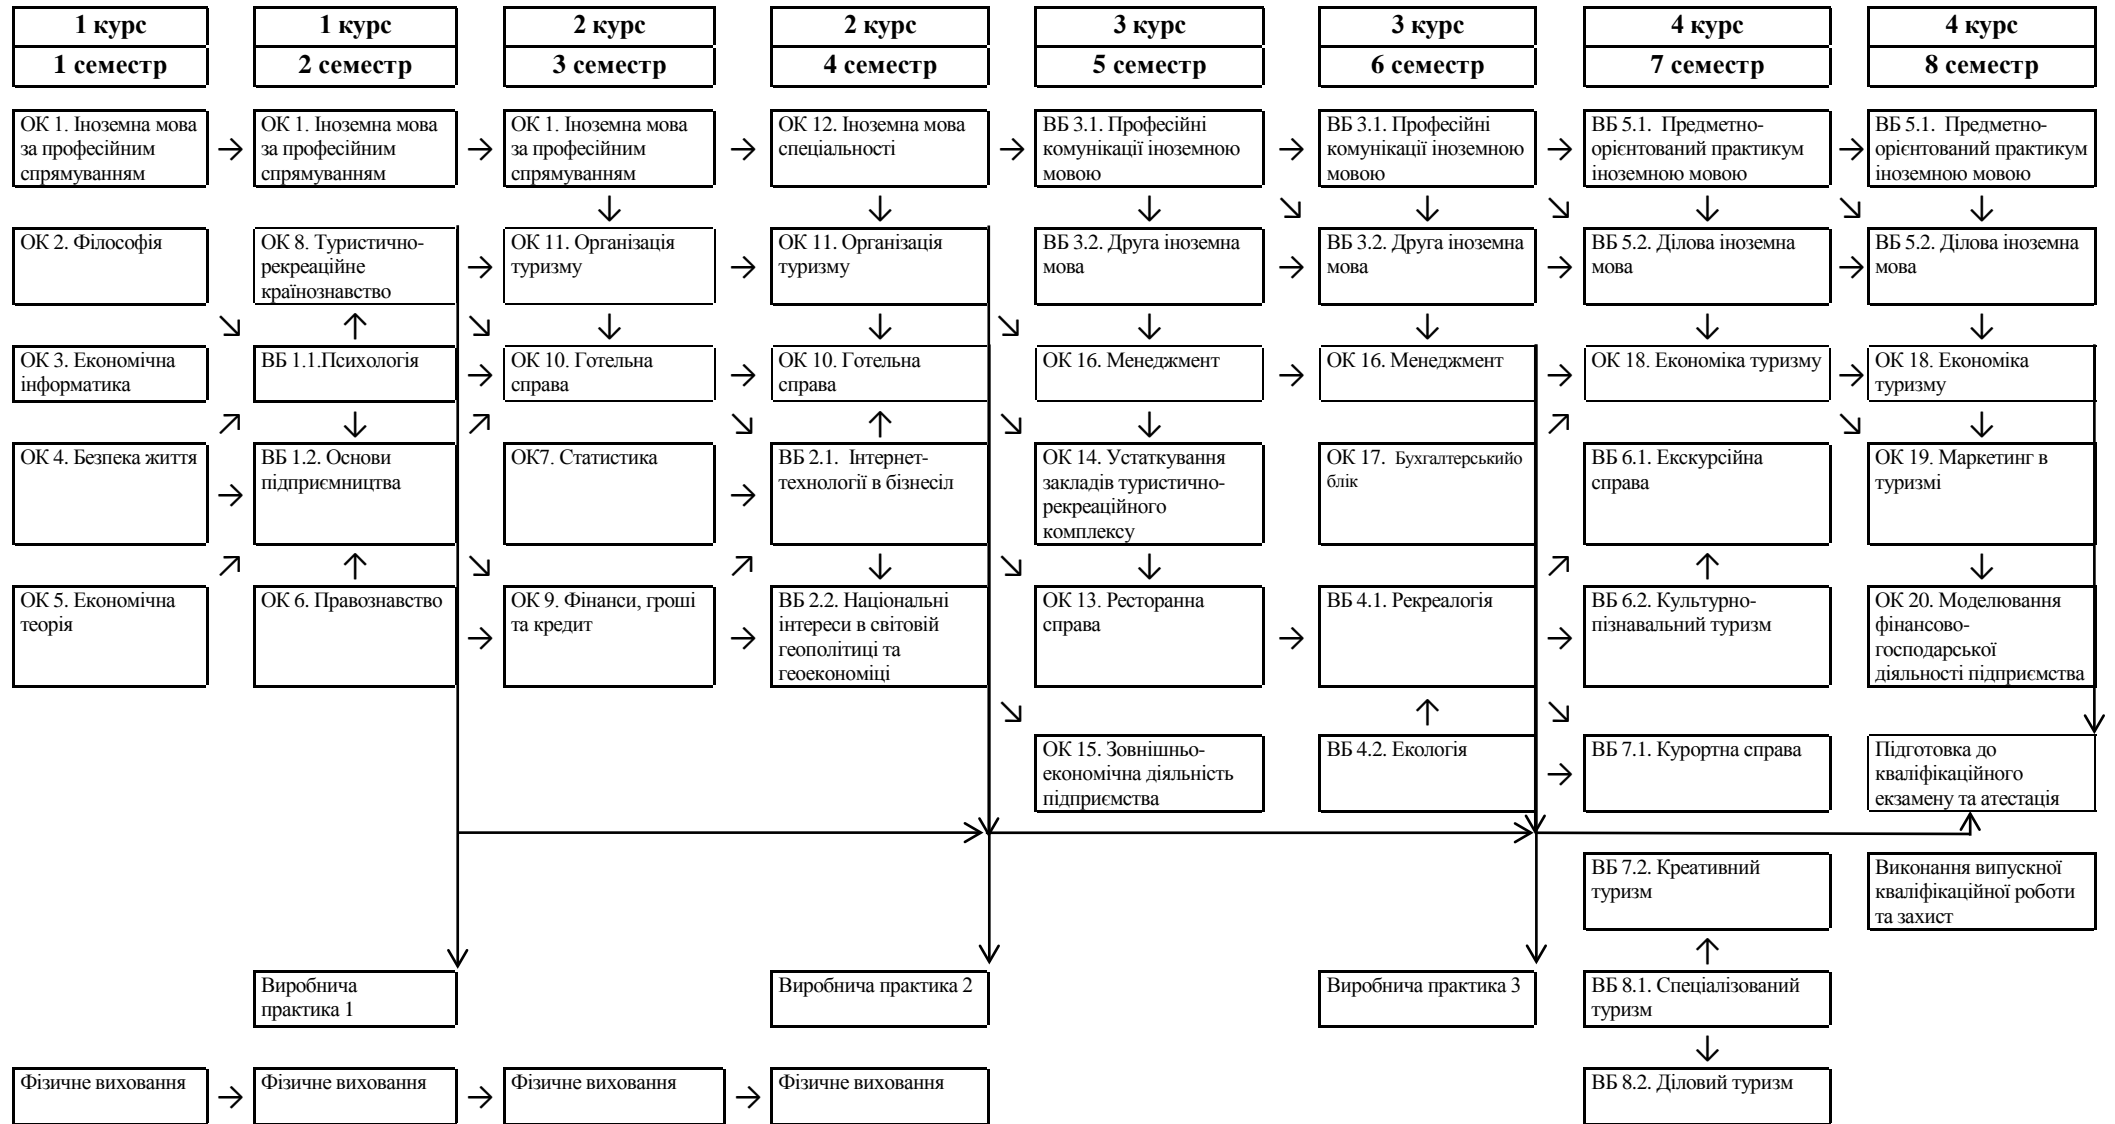 1 курс
1 семестр
1 курс
2 семестр
2 курс
3 семестр
2 курс
4 семестр
3 курс
5 семестр
3 курс
6 семестр
4 курс
7 семестр
4 курс
8 семестр
ОК 1. Іноземна мова
за професійним
спрямуванням
ОК 1. Іноземна мова
за професійним
спрямуванням
ОК 1. Іноземна мова
за професійним
спрямуванням
ОК 12. Іноземна мова
спеціальності
ВБ 3.1. Професійні
комунікації іноземною
мовою
ВБ 3.1. Професійні
комунікації іноземною
мовою
ВБ 5.1. Предметно-
орієнтований практикум
іноземною мовою
ВБ 5.1. Предметно-
орієнтований практикум
іноземною мовою
ОК 2. Філософія
ОК 8. Туристично-
рекреаційне
країнознавство
ОК 11. Організація
туризму
ОК 11. Організація
туризму
ВБ 3.2. Друга іноземна
мова
ВБ 3.2. Друга іноземна
мова
ВБ 5.2. Ділова іноземна
мова
ВБ 5.2. Ділова іноземна
мова
ОК 3. Економічна
інформатика
ВБ 1.1.Психологія
ОК 10. Готельна
справа
ОК 10. Готельна
справа
ОК 16. Менеджмент
ОК 16. Менеджмент
ОК 18. Економіка туризму
ОК 18. Економіка
туризму
ОК 4. Безпека життя
ВБ 1.2. Основи
підприємництва
ОК7. Статистика
ВБ 2.1. Інтернет-
технології в бізнесіл
ОК 14. Устаткування
закладів туристично-
рекреаційного
комплексу
ОК 17. Бухгалтерськийо
блік
ВБ 6.1. Екскурсійна
справа
ОК 19. Маркетинг в
туризмі
ОК 5. Економічна
теорія
ОК 6. Правознавство
ОК 9. Фінанси, гроші
та кредит
ВБ 2.2. Національні
інтереси в світовій
геополітиці та
геоекономіці
ОК 13. Ресторанна
справа
ВБ 4.1. Рекреалогія
ВБ 6.2. Культурно-
пізнавальний туризм
ОК 20. Моделювання
фінансово-
господарської
діяльності підприємства
ОК 15. Зовнішньо-
економічна діяльність
підприємства
ВБ 4.2. Екологія
ВБ 7.1. Курортна справа
Підготовка до
кваліфікаційного
екзамену та атестація
ВБ 7.2. Креативний
туризм
Виконання випускної
кваліфікаційної роботи
та захист
Виробнича
практика 1
Виробнича практика 2
Виробнича практика 3
ВБ 8.1. Спеціалізований
туризм
Фізичне виховання
Фізичне виховання
Фізичне виховання
Фізичне виховання
ВБ 8.2. Діловий туризм